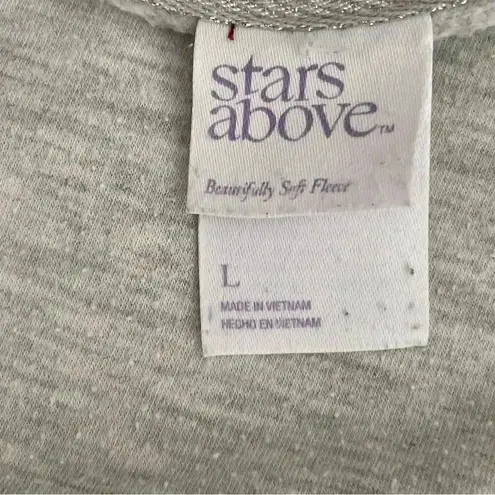 stars
above™
Beautifully Soft Fleece
L
MADE IN VIETNAM
HECHO EN VIETNAM